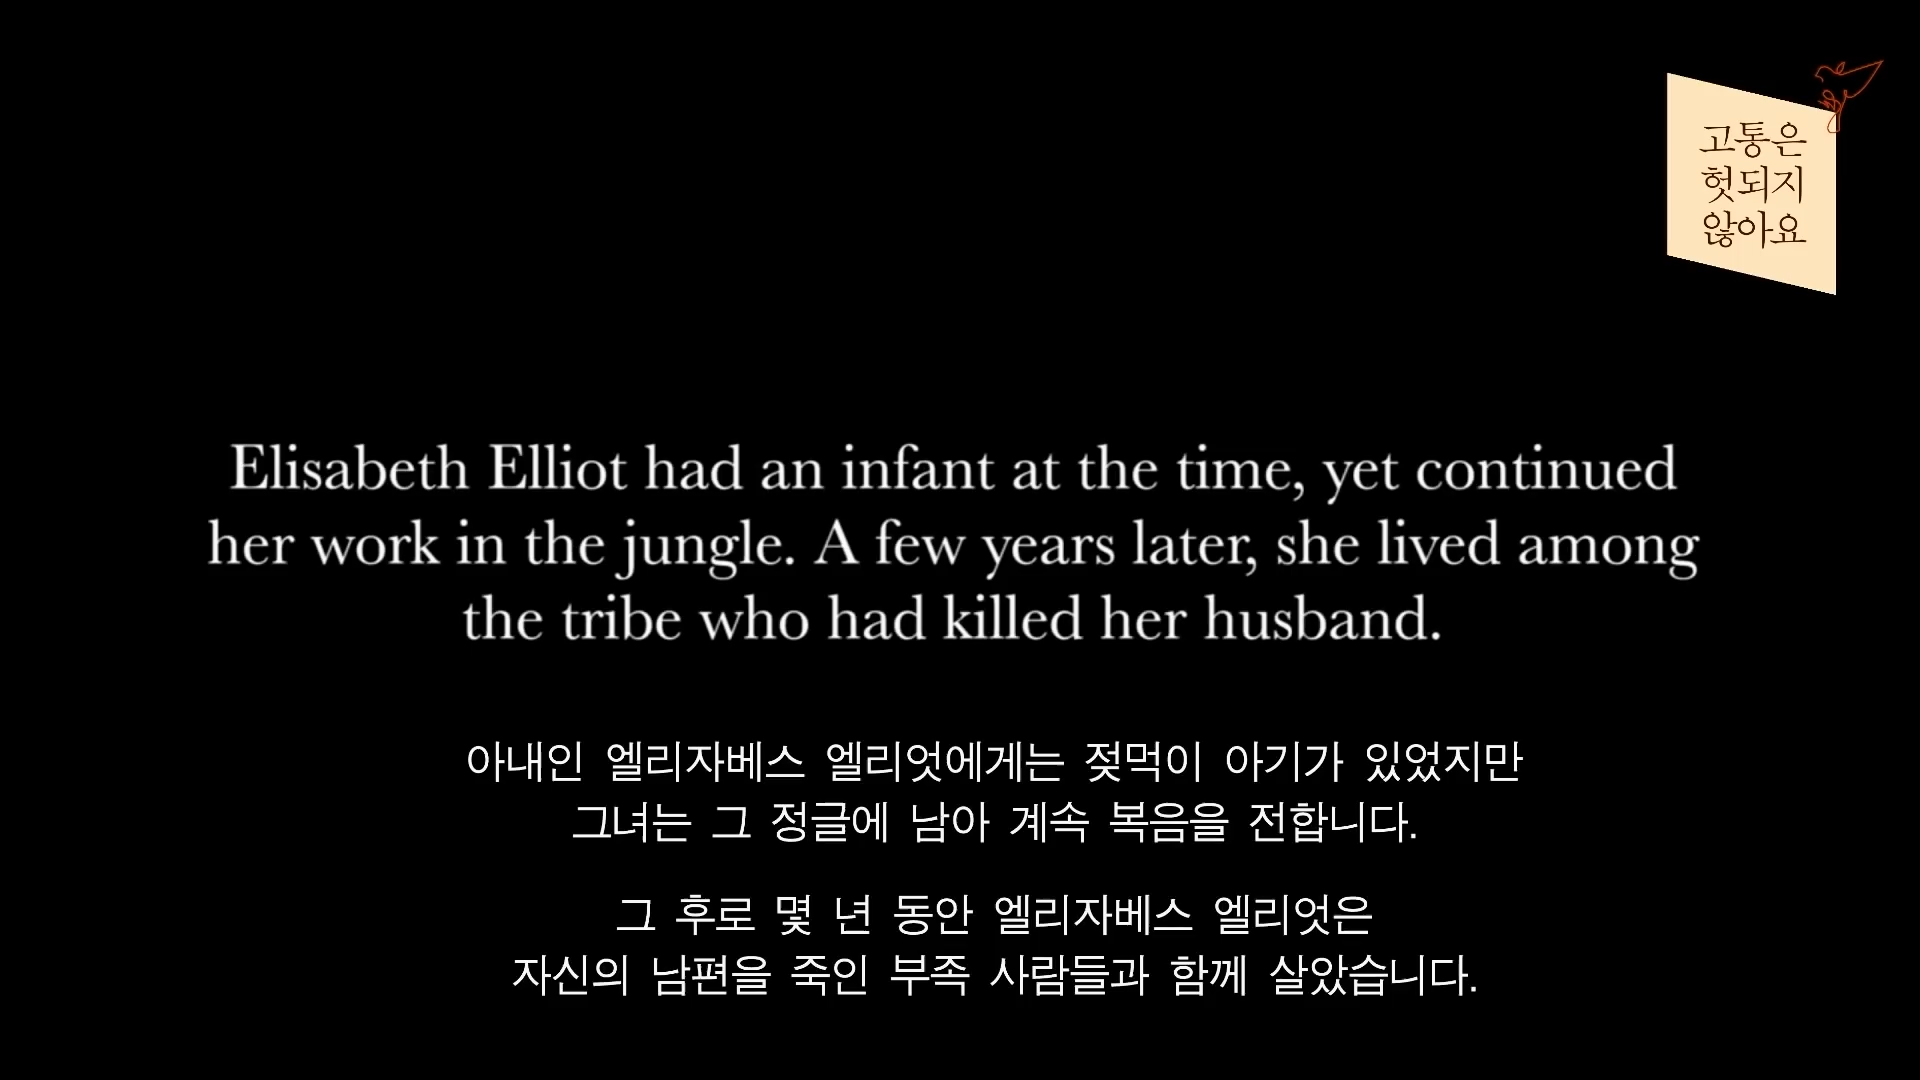 고통은
헛되지
않아요
Elisabeth Elliot had an infant at the time, yet continued
her work in the jungle. A few years later, she lived among
the tribe who had killed her husband.
아내인 엘리자베스 엘리엇에게는 젖먹이 아기가 있었지만
그녀는 그 정글에 남아 계속 복음을 전합니다.
그 후로 몇 년 동안 엘리자베스 엘리엇은
자신의 남편을 죽인 부족 사람들과 함께 살았습니다.